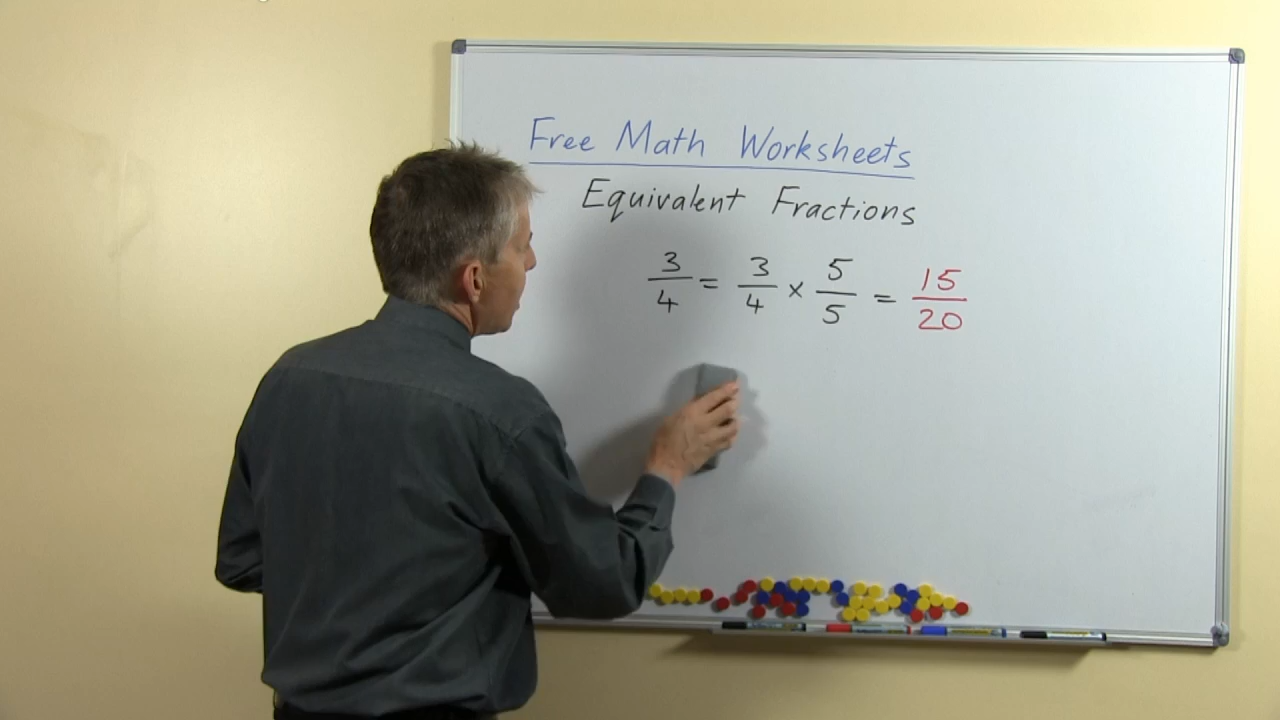 Free Math Worksheets
Equivalent Fractions
3/4 = 3/4 × 5/5 = 15/20